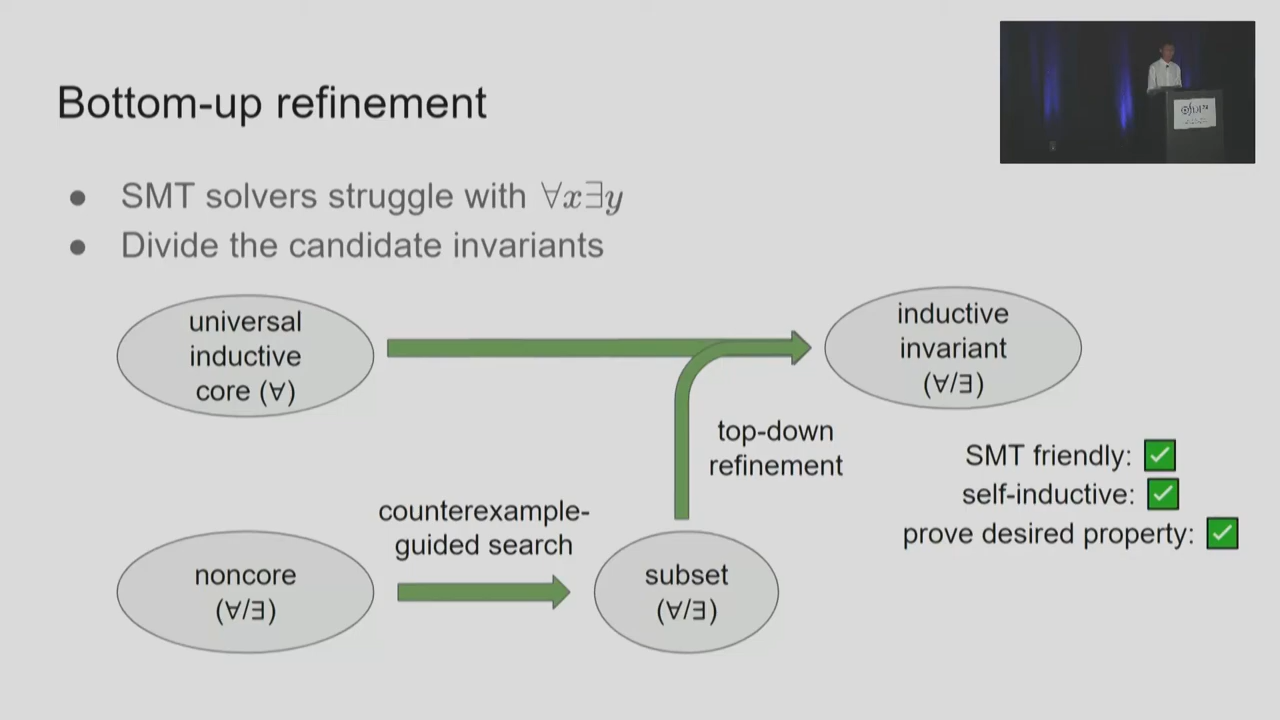 Bottom-up refinement
● SMT solvers struggle with ∀x∃y
● Divide the candidate invariants
universal
inductive
core (∀)
inductive
invariant
(∀/∃)
top-down
refinement
SMT friendly: ✅
self-inductive: ✅
prove desired property: ✅
counterexample-
guided search
noncore
(∀/∃)
subset
(∀/∃)